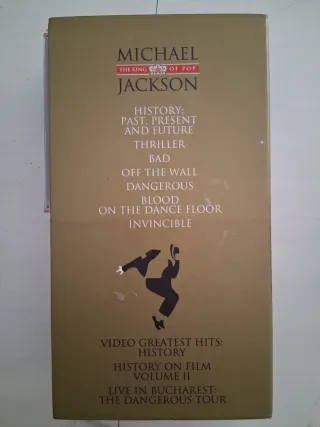 MICHAEL
THE KING OF POP
JACKSON
HISTORY:
PAST, PRESENT
AND FUTURE
THRILLER
BAD
OFF THE WALL
DANGEROUS
BLOOD
ON THE DANCE FLOOR
INVINCIBLE
VIDEO GREATEST HITS:
HISTORY
HISTORY ON FILM
VOLUME II
LIVE IN BUCHAREST:
THE DANGEROUS TOUR